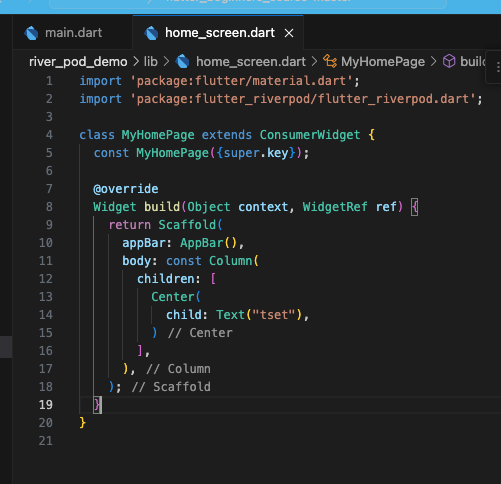 main.dart home_screen.dart ×
river_pod_demo > lib > home_screen.dart > MyHomePage >
1 import 'package:flutter/material.dart';
2 import 'package:flutter_riverpod/flutter_riverpod.dart';
3
4 class MyHomePage extends ConsumerWidget {
5 const MyHomePage({super.key});
6
7 @override
8 Widget build(Object context, WidgetRef ref) {
9 return Scaffold(
10 appBar: AppBar(),
11 body: const Column(
12 children: [
13 Center(
14 child: Text("tset"),
15 ) // Center
16 ],
17 ), // Column
18 ); // Scaffold
19 }
20 }
21